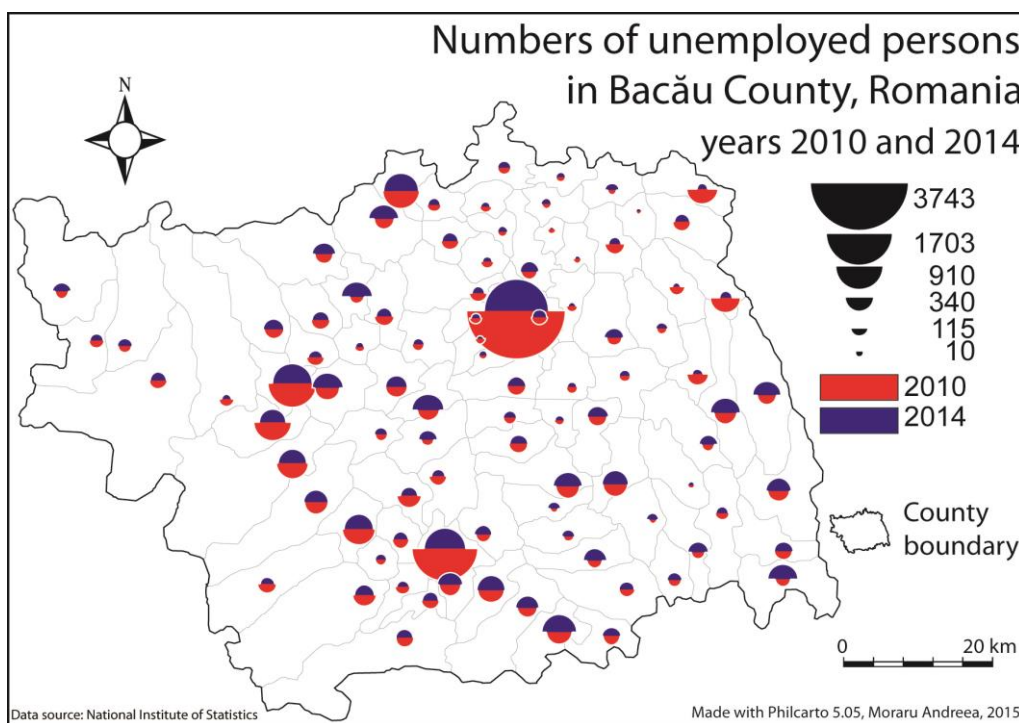 Numbers of unemployed persons
in Bacău County, Romania
years 2010 and 2014
N
3743
1703
910
340
115
10
2010
2014
County
boundary
0 20 km
Data source: National Institute of Statistics
Made with Philcarto 5.05, Moraru Andreea, 2015